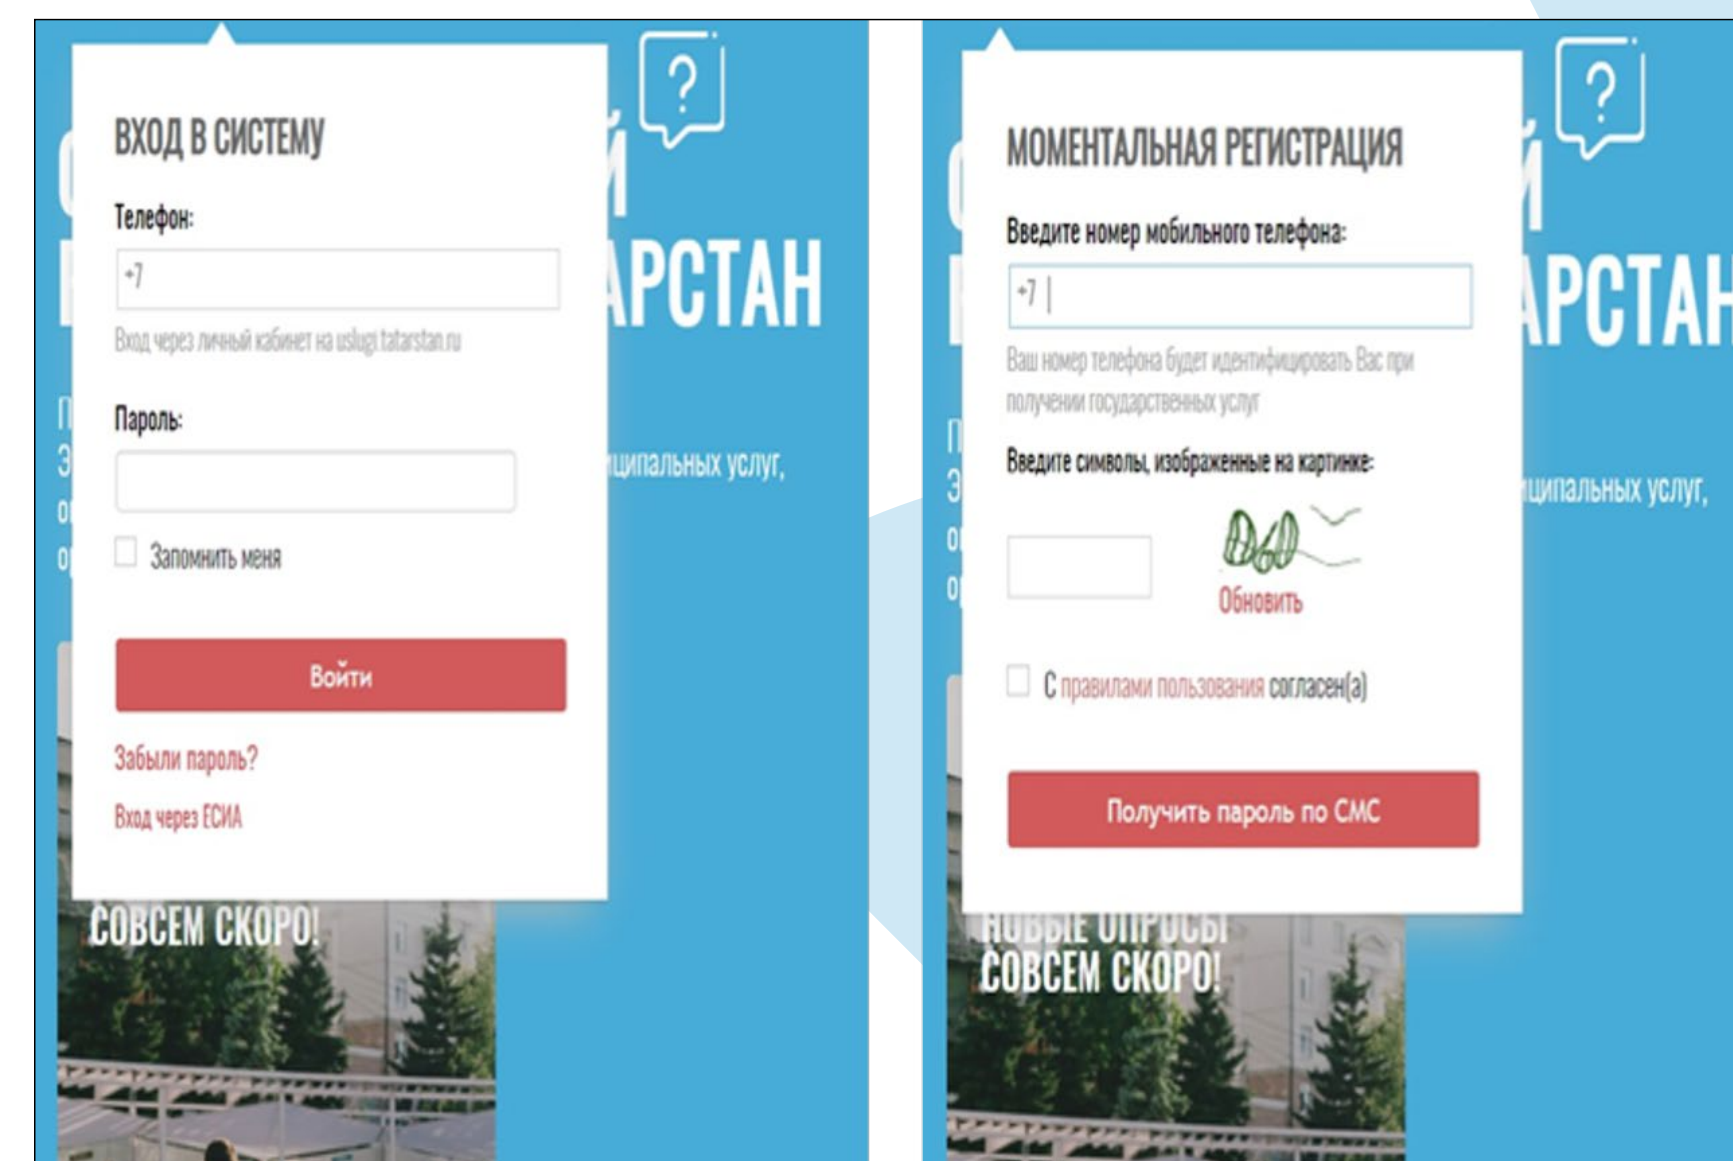 ВХОД В СИСТЕМУ
Телефон:
+7
Вход через личный кабинет на uslugi.tatarstan.ru
Пароль:
Запомнить меня
Войти
Забыли пароль?
Вход через ЕСИА
?
АРСТАН
ципальных услуг,
СОВСЕМ СКОРО!
МОМЕНТАЛЬНАЯ РЕГИСТРАЦИЯ
Введите номер мобильного телефона:
+7
Ваш номер телефона будет идентифицировать Вас при
получении государственных услуг
Введите символы, изображенные на картинке:
Обновить
С правилами пользования согласен(а)
Получить пароль по СМС
?
АРСТАН
ципальных услуг,
НОВЫЕ ОПРОСЫ
СОВСЕМ СКОРО!